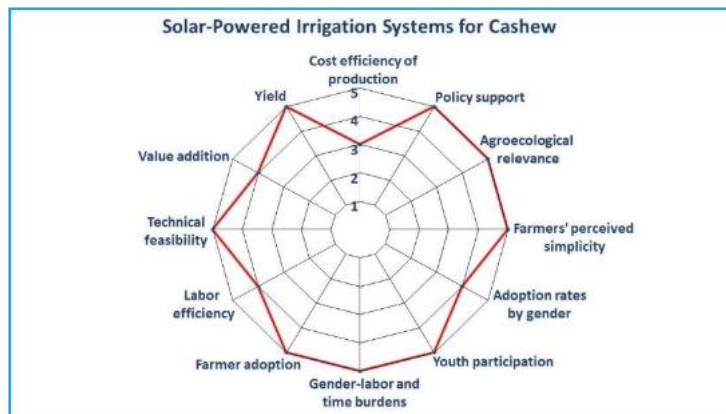 Solar-Powered Irrigation Systems for Cashew
Cost efficiency of
production
Yield
5
Policy support
4
Value addition
Agroecological
relevance
3
2
1
Technical
feasibility
Farmers' perceived
simplicity
Labor
efficiency
Adoption rates
by gender
Farmer adoption
Youth participation
Gender-labor and
time burdens